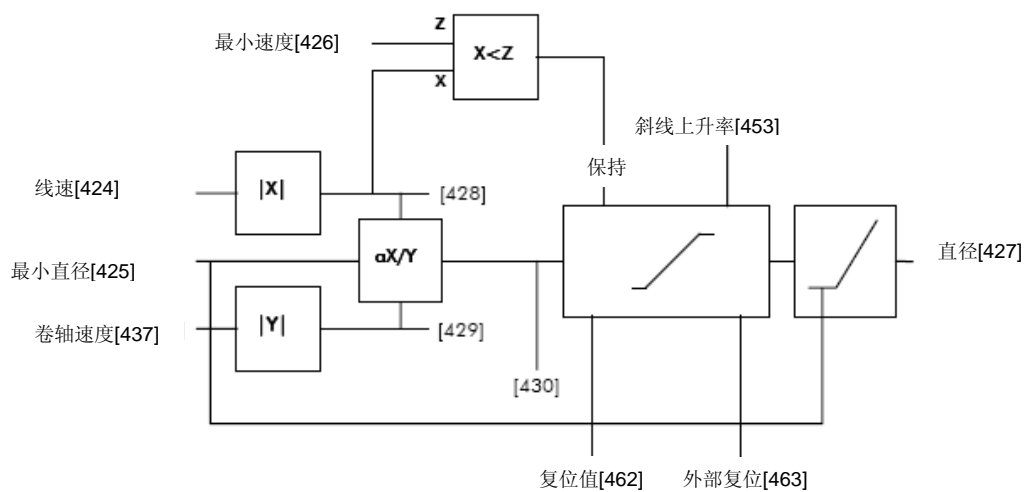 Z
最小速度[426]
X<Z
X
斜线上升率[453]
保持
线速[424]
|X|
[428]
aX/Y
最小直径[425]
直径[427]
卷轴速度[437]
|Y|
[429]
[430]
复位值[462]
外部复位[463]